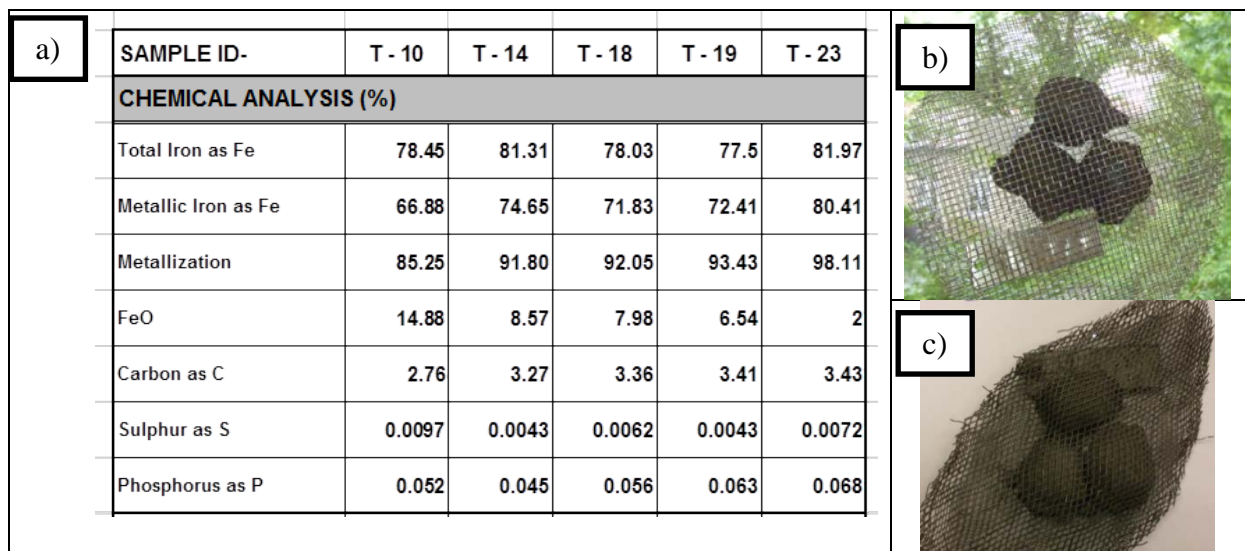 a)
SAMPLE ID- T - 10 T - 14 T - 18 T - 19 T - 23
CHEMICAL ANALYSIS (%)
Total Iron as Fe 78.45 81.31 78.03 77.5 81.97
Metallic Iron as Fe 66.88 74.65 71.83 72.41 80.41
Metallization 85.25 91.80 92.05 93.43 98.11
FeO 14.88 8.57 7.98 6.54 2
Carbon as C 2.76 3.27 3.36 3.41 3.43
Sulphur as S 0.0097 0.0043 0.0062 0.0043 0.0072
Phosphorus as P 0.052 0.045 0.056 0.063 0.068
b)
c)